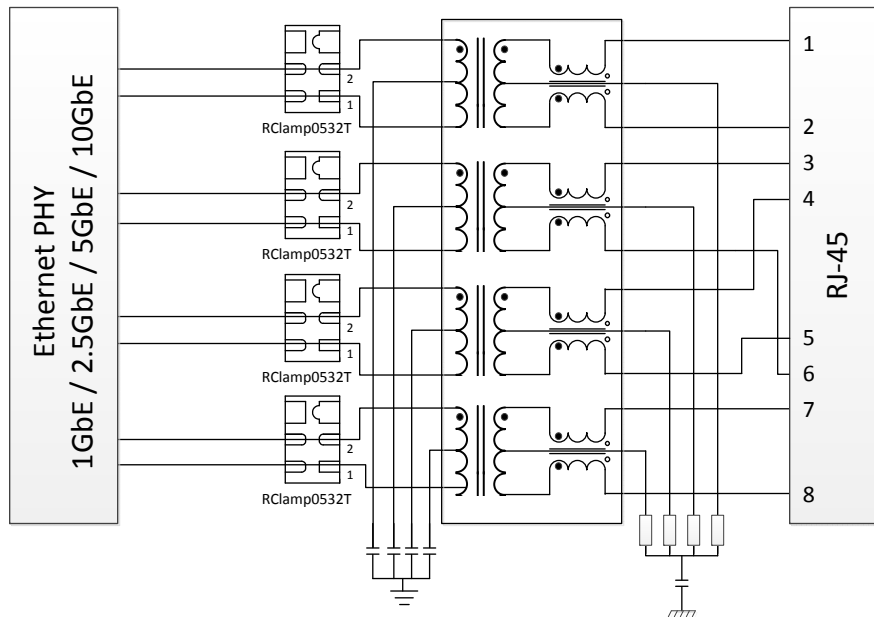 Ethernet PHY
1GbE / 2.5GbE / 5GbE / 10GbE
2
1
RClamp0532T
2
1
RClamp0532T
2
1
RClamp0532T
2
1
RClamp0532T
1
2
3
4
5
6
7
8
RJ-45